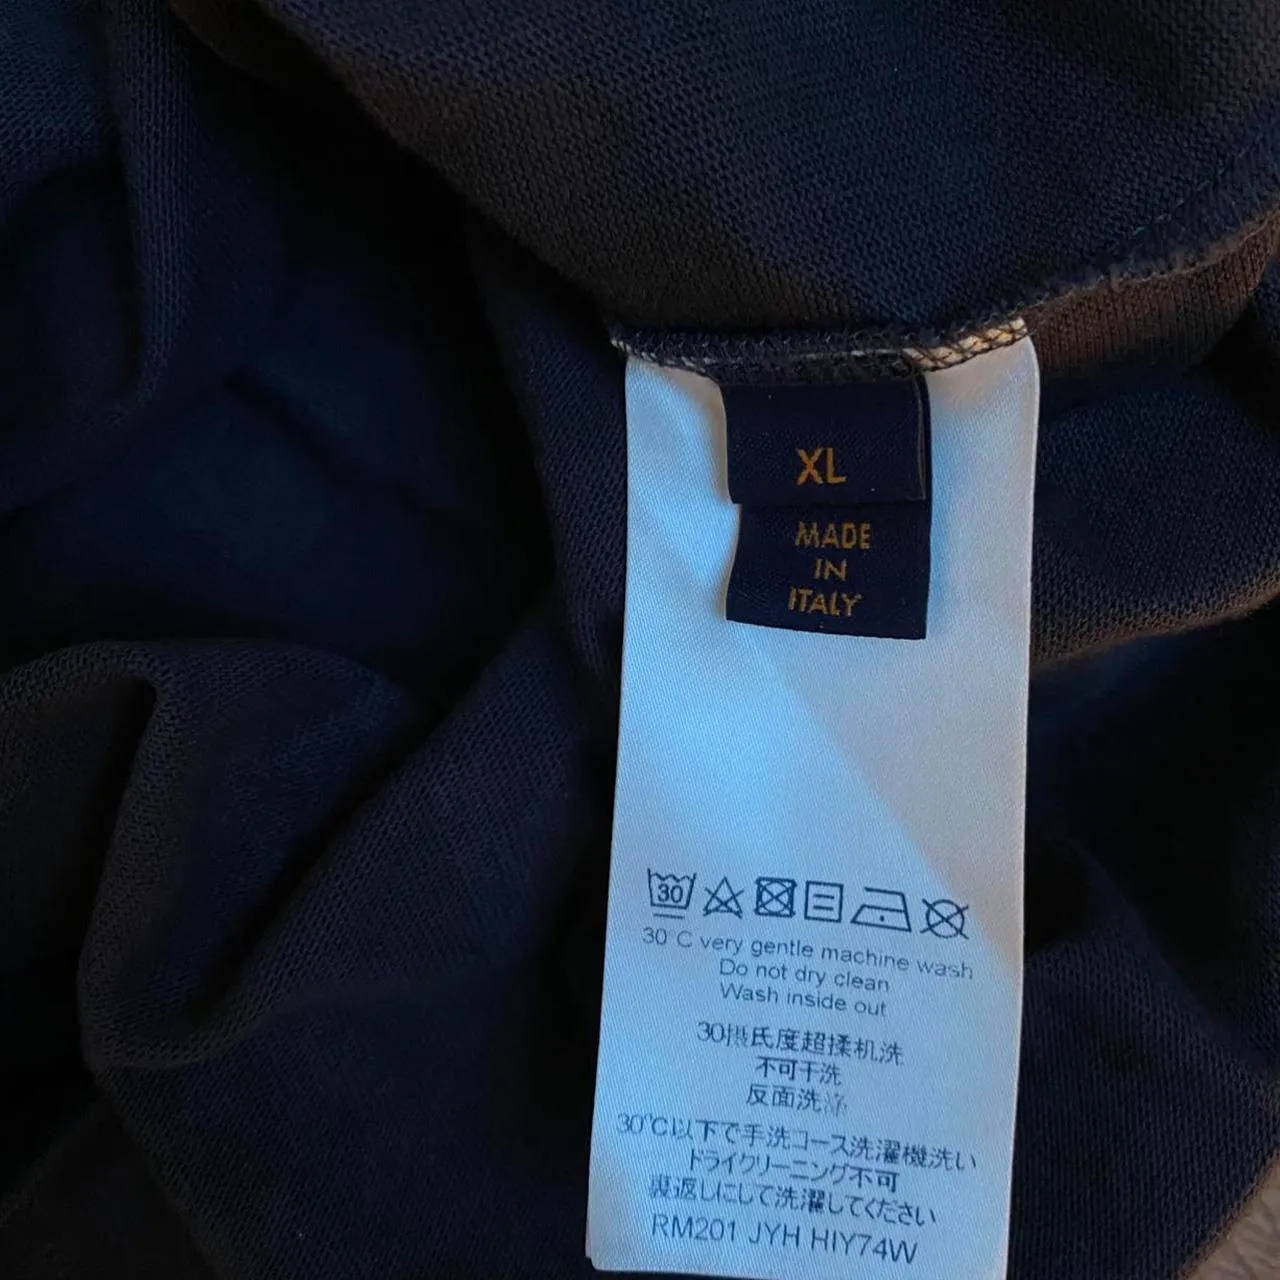 XL
MADE
IN
ITALY
30
30°C very gentle machine wash
Do not dry clean
Wash inside out
30摄氏度超揉机洗
不可干洗
反面洗涤
30℃以下で手洗コース洗濯機洗い
ドライクリーニング不可
裏返しにして洗濯してください
RM201 JYH HIY74W